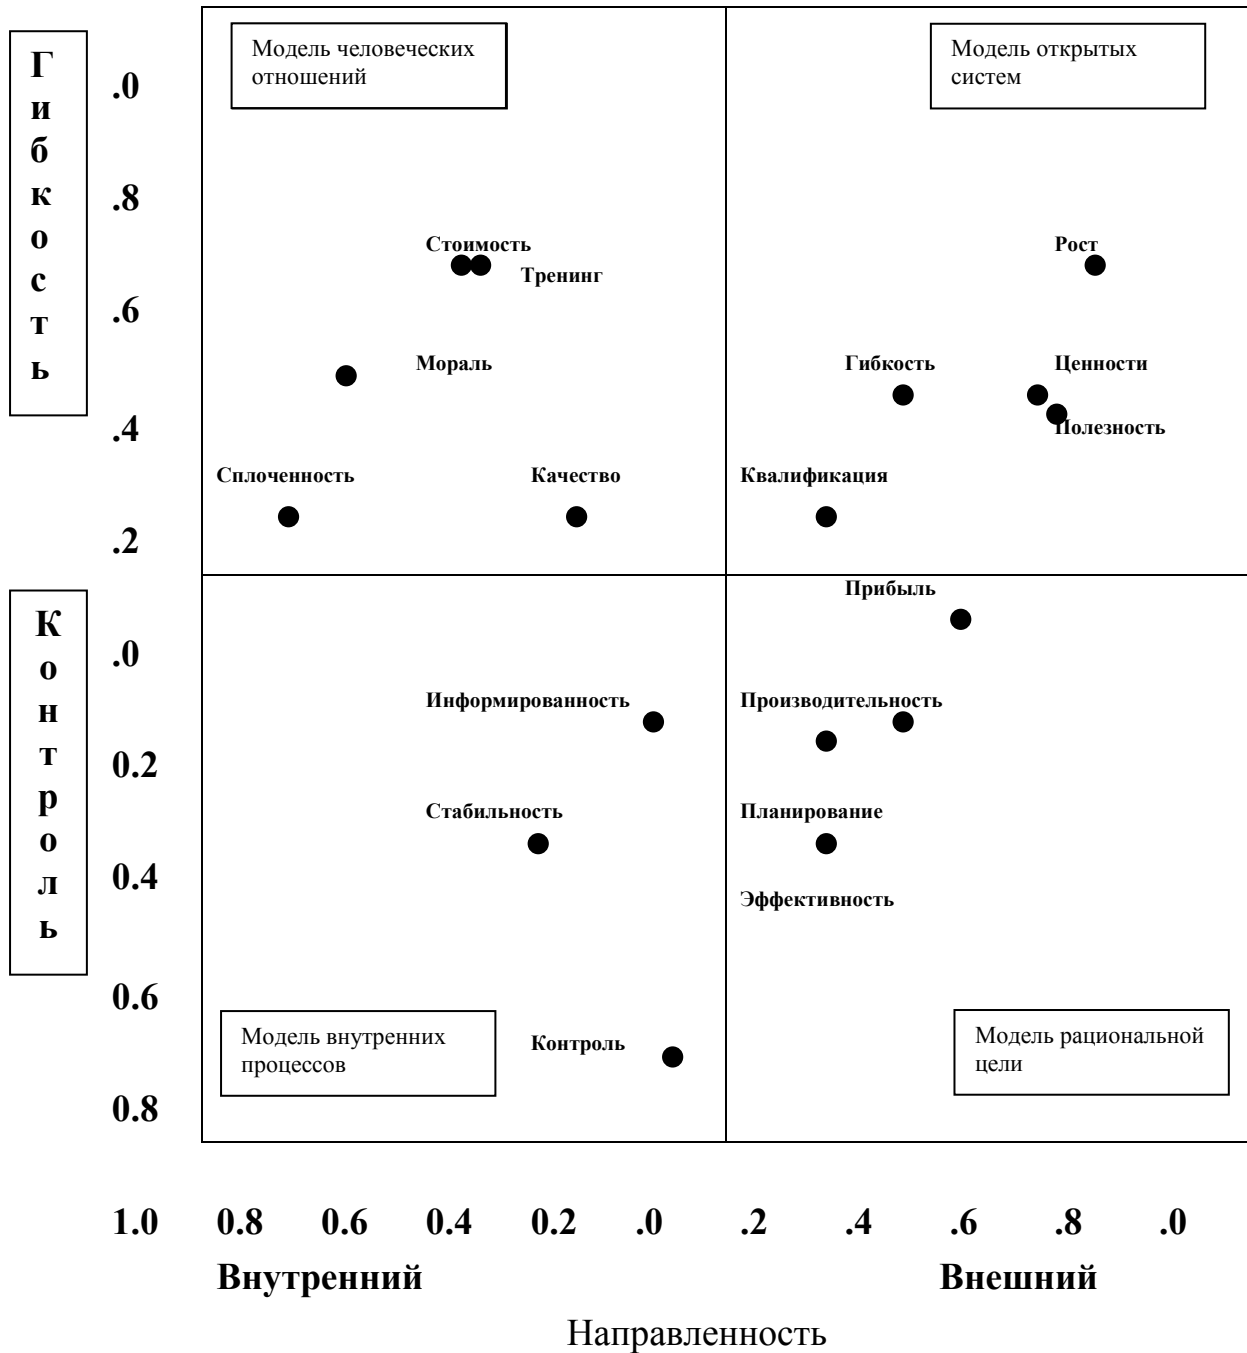 Гибкость
Модель человеческих
отношений
Модель открытых
систем
.0
.8
Стоимость
Рост
Тренинг
.6
Мораль
Гибкость
Ценности
.4
Полезность
Сплоченность
Качество
Квалификация
.2
Контроль
Прибыль
.0
Информированность
Производительность
0.2
Стабильность
Планирование
0.4
Эффективность
0.6
Модель внутренних
процессов
Контроль
Модель рациональной
цели
0.8
1.0 0.8 0.6 0.4 0.2 .0 .2 .4 .6 .8 .0
Внутренний
Внешний
Направленность